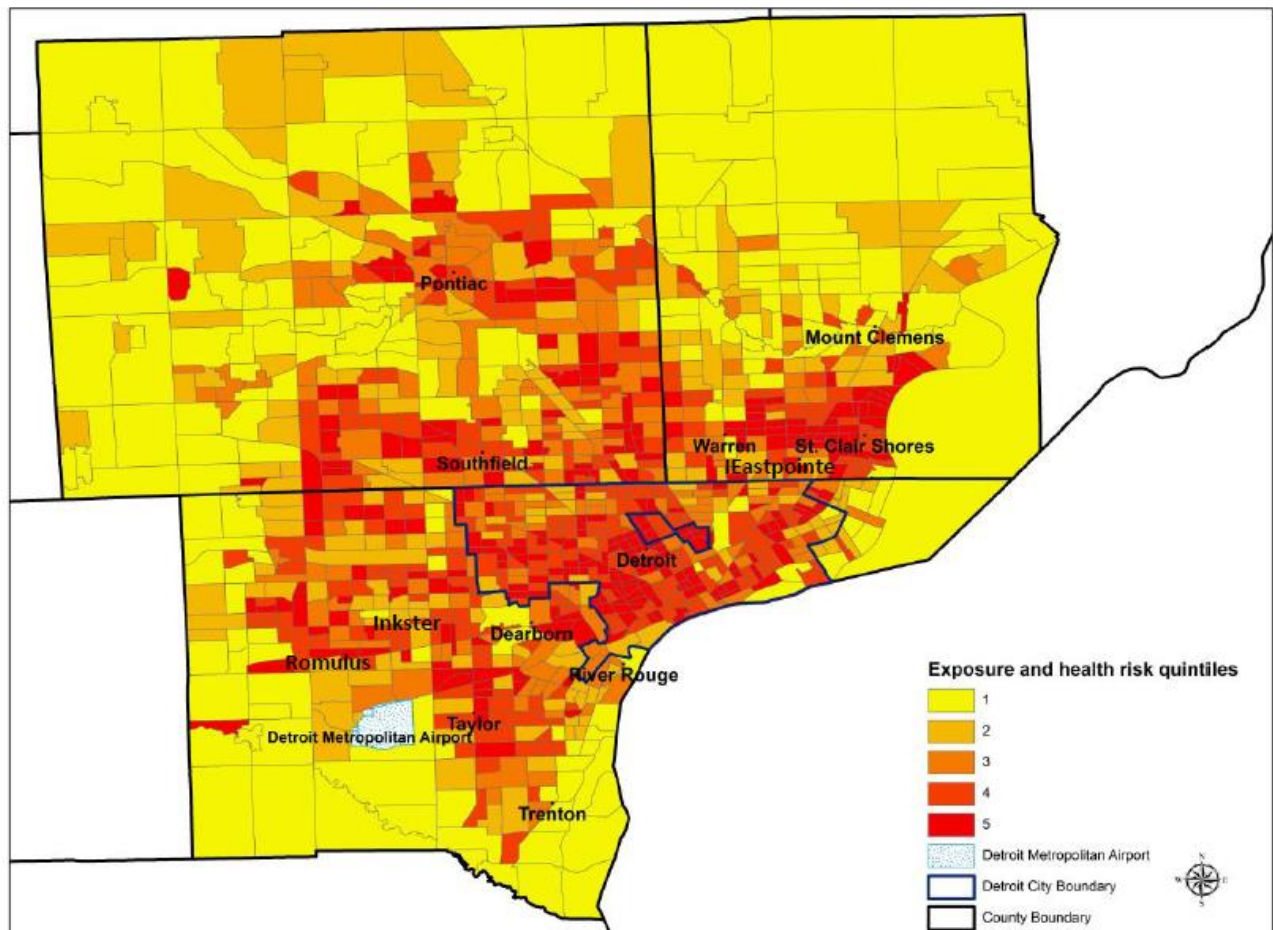 Pontiac
Mount Clemens
Warren
St. Clair Shores
Southfield
lEastpointe
Detroit
Inkster
Dearborn
Romulus
River Rouge
Taylor
Detroit Metropolitan Airport
Trenton
Exposure and health risk quintiles
1
2
3
4
5
Detroit Metropolitan Airport
Detroit City Boundary
County Boundary
N
W
E
S